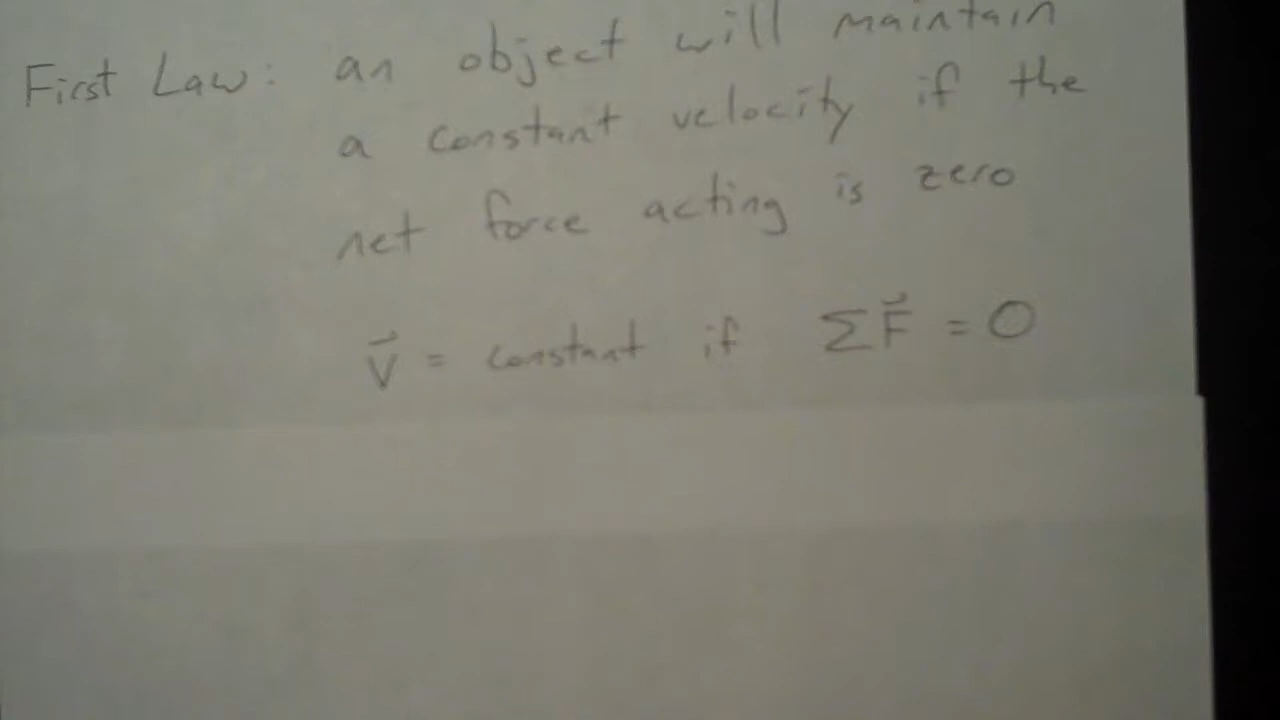 First Law: an object will maintain
a constant velocity if the
net force acting is zero
v⃗ = constant if ΣF⃗ = 0